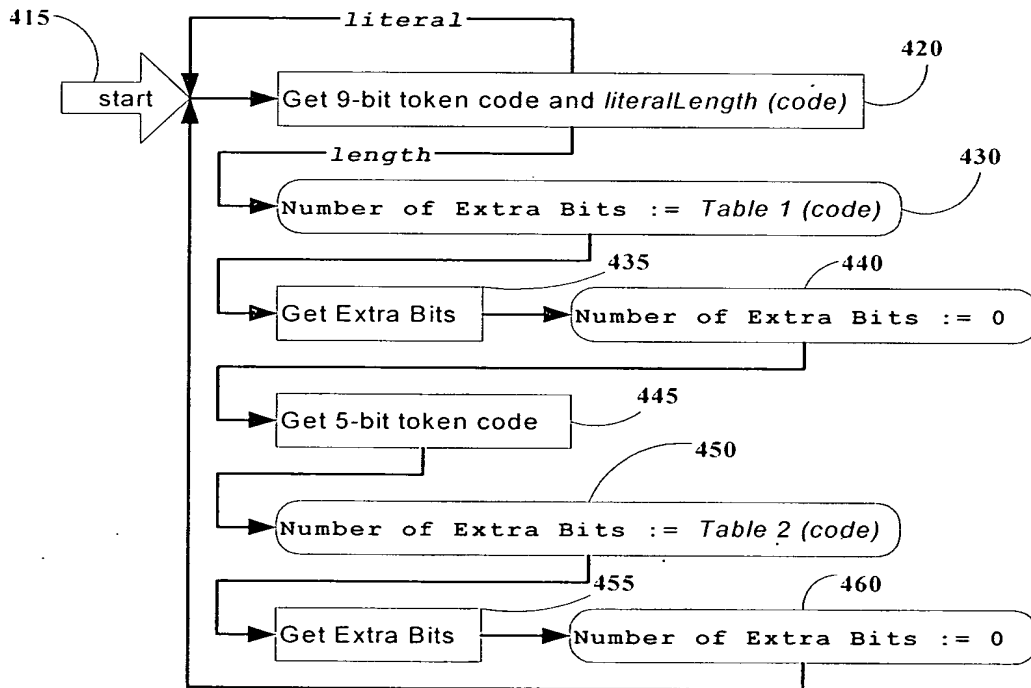 415
literal
420
start
Get 9-bit token code and literalLength (code)
length
430
Number of Extra Bits := Table 1 (code)
435
440
Get Extra Bits
Number of Extra Bits := 0
445
Get 5-bit token code
450
Number of Extra Bits := Table 2 (code)
455
460
Get Extra Bits
Number of Extra Bits := 0